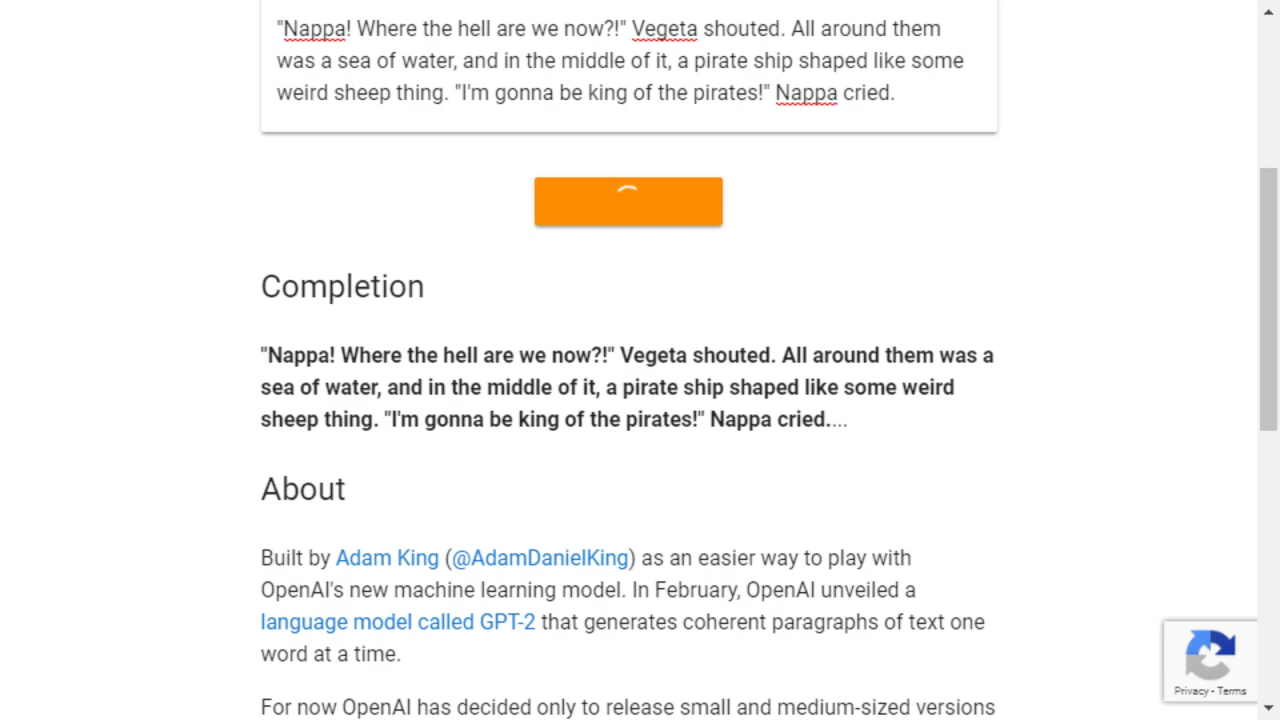 "Nappa! Where the hell are we now?!" Vegeta shouted. All around them
was a sea of water, and in the middle of it, a pirate ship shaped like some
weird sheep thing. "I'm gonna be king of the pirates!" Nappa cried.
Completion
"Nappa! Where the hell are we now?!" Vegeta shouted. All around them was a
sea of water, and in the middle of it, a pirate ship shaped like some weird
sheep thing. "I'm gonna be king of the pirates!" Nappa cried....
About
Built by Adam King (@AdamDanielKing) as an easier way to play with
OpenAI's new machine learning model. In February, OpenAI unveiled a
language model called GPT-2 that generates coherent paragraphs of text one
word at a time.
For now OpenAI has decided only to release small and medium-sized versions
Privacy - Terms